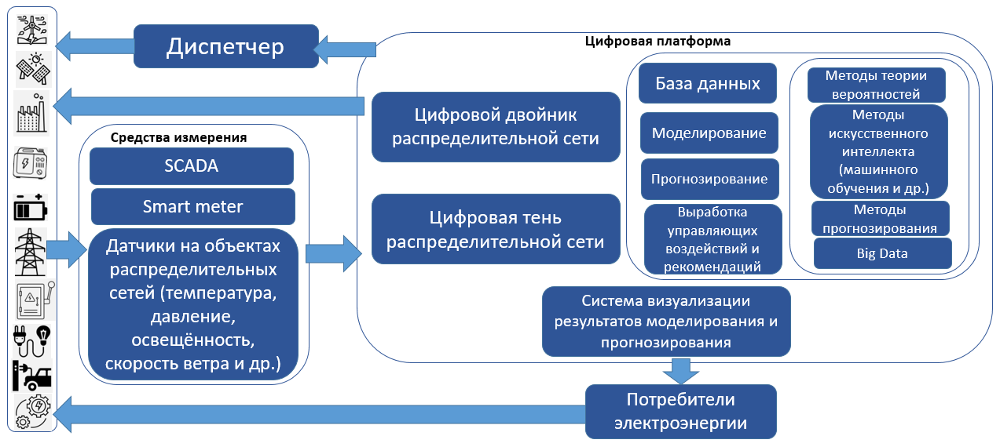 Диспетчер
Цифровая платформа
Средства измерения
SCADA
Smart meter
Датчики на объектах
распределительных
сетей (температура,
давление,
освещённость,
скорость ветра и др.)
Цифровой двойник
распределительной сети
Цифровая тень
распределительной сети
База данных
Моделирование
Прогнозирование
Выработка
управляющих
воздействий и
рекомендаций
Методы теории
вероятностей
Методы
искусственного
интеллекта
(машинного
обучения и др.)
Методы
прогнозирования
Big Data
Система визуализации
результатов моделирования и
прогнозирования
Потребители
электроэнергии